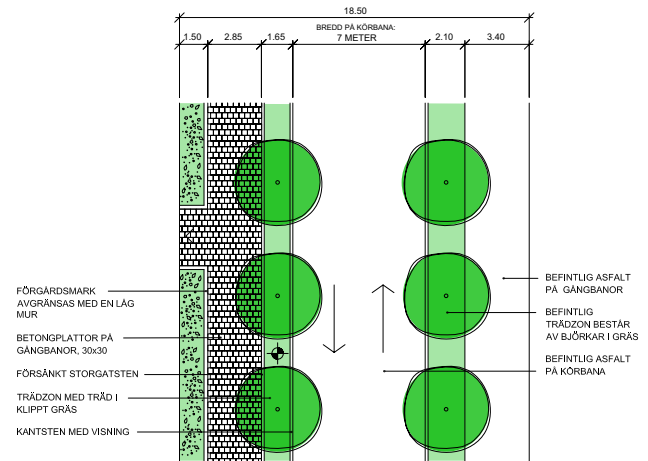 18.50
BREDD PÅ KÖRBANA:
1.50 2.85 1.65 7 METER 2.10 3.40
FÖRGÅRDSMARK
AVGRÄNSAS MED EN LÅG
MUR
BETONGPLATTOR PÅ
GÅNGBANOR, 30x30
FÖRSÄNKT STORGATSTEN
TRÄDZON MED TRÄD I
KLIPPT GRÄS
KANTSTEN MED VISNING
BEFINTLIG ASFALT
PÅ GÅNGBANOR
BEFINTLIG
TRÄDZON BESTÅR
AV BJÖRKAR I GRÄS
BEFINTLIG ASFALT
PÅ KÖRBANA